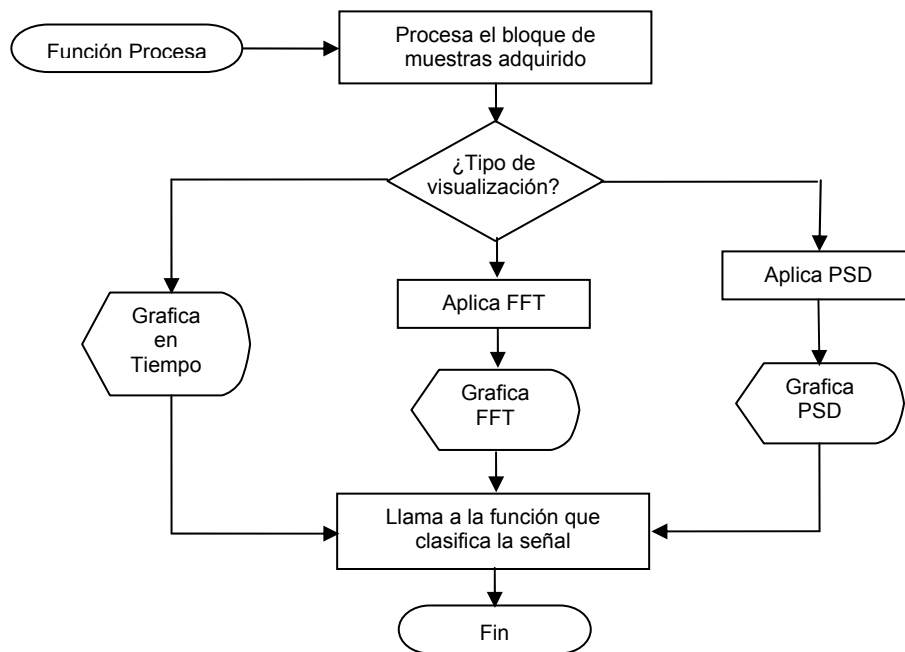 Función Procesa
Procesa el bloque de
muestras adquirido
¿Tipo de
visualización?
Grafica
en
Tiempo
Aplica FFT
Aplica PSD
Grafica
FFT
Grafica
PSD
Llama a la función que
clasifica la señal
Fin